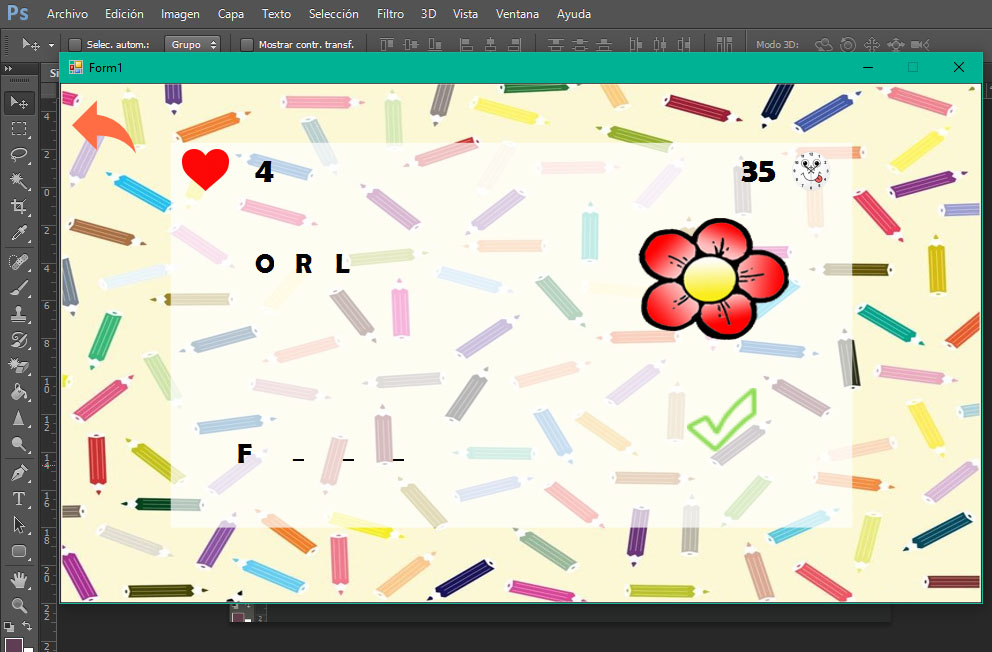 Ps Archivo Edición Imagen Capa Texto Selección Filtro 3D Vista Ventana Ayuda
Selec. autom.: Grupo Mostrar contr. transf. Modo 3D:
Form1
4 35
O R L
F _ _ _